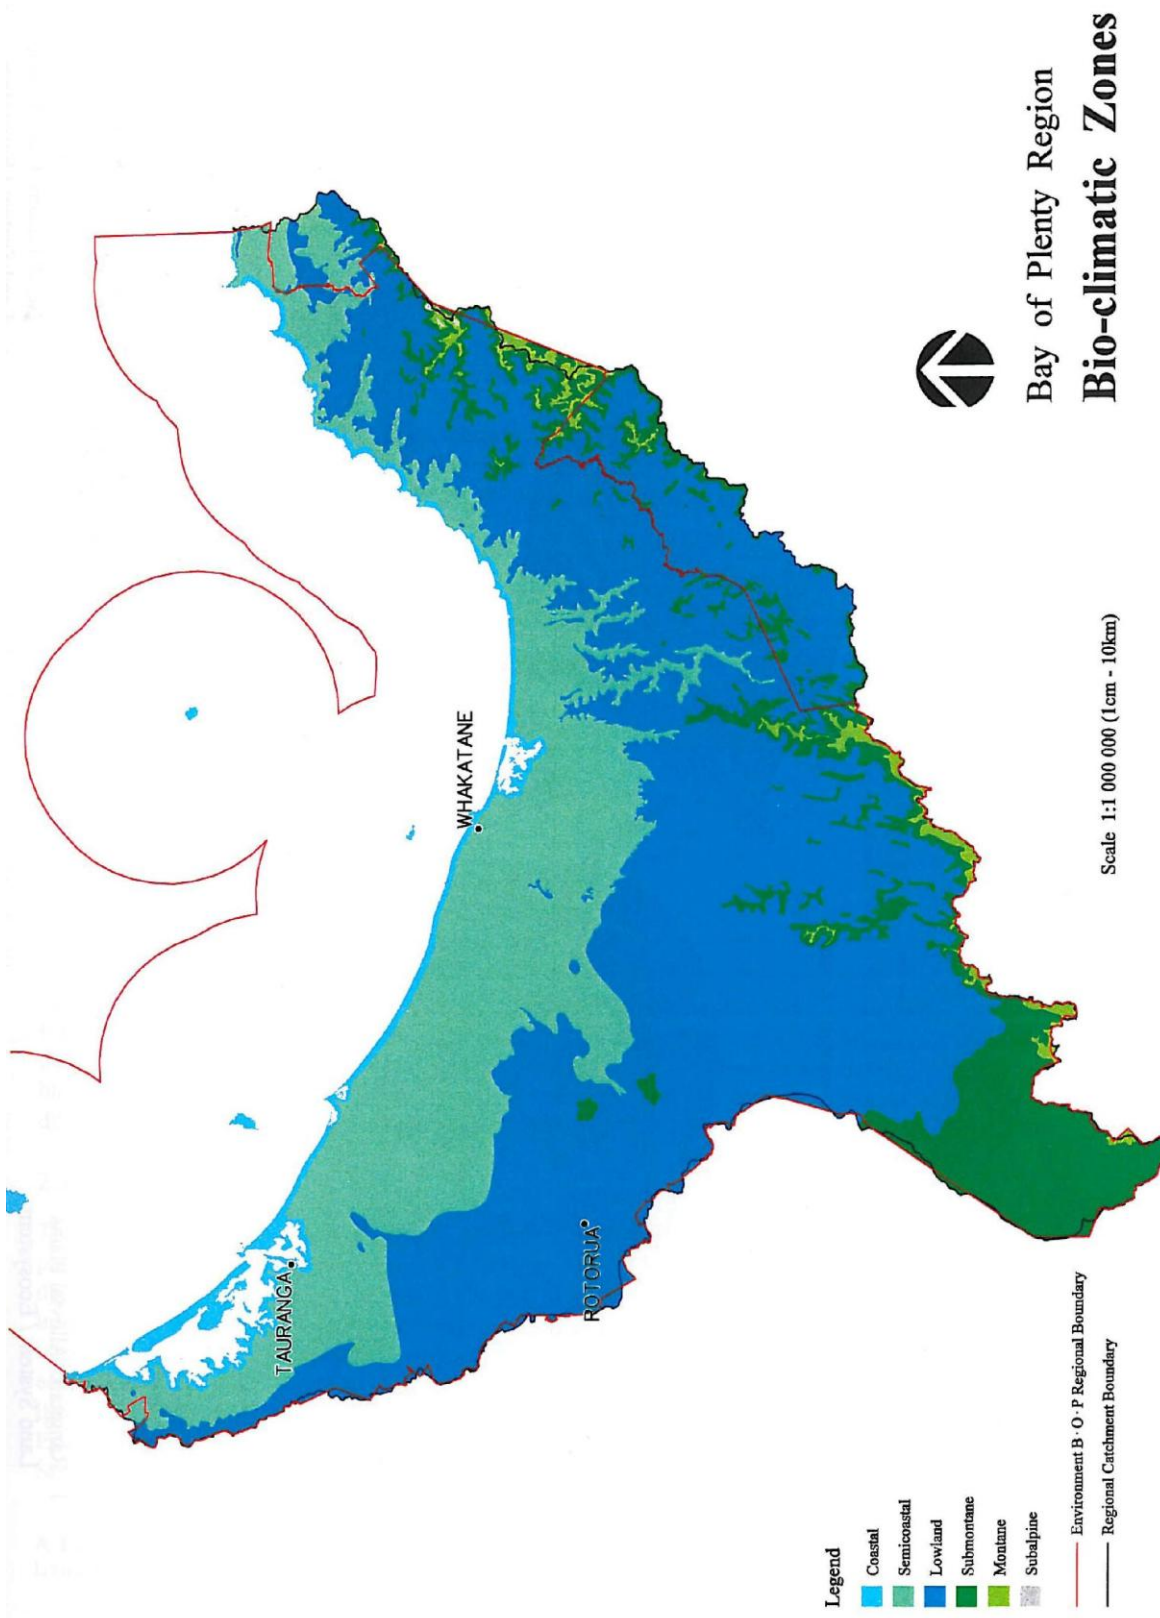 Bay of Plenty Region
Bio-climatic Zones
WHAKATANE
TAURANGA
ROTORUA
Legend
Coastal
Semicoastal
Lowland
Submontane
Montane
Subalpine
Environment B·O·P Regional Boundary
Regional Catchment Boundary
Scale 1:1 000 000 (1cm - 10km)